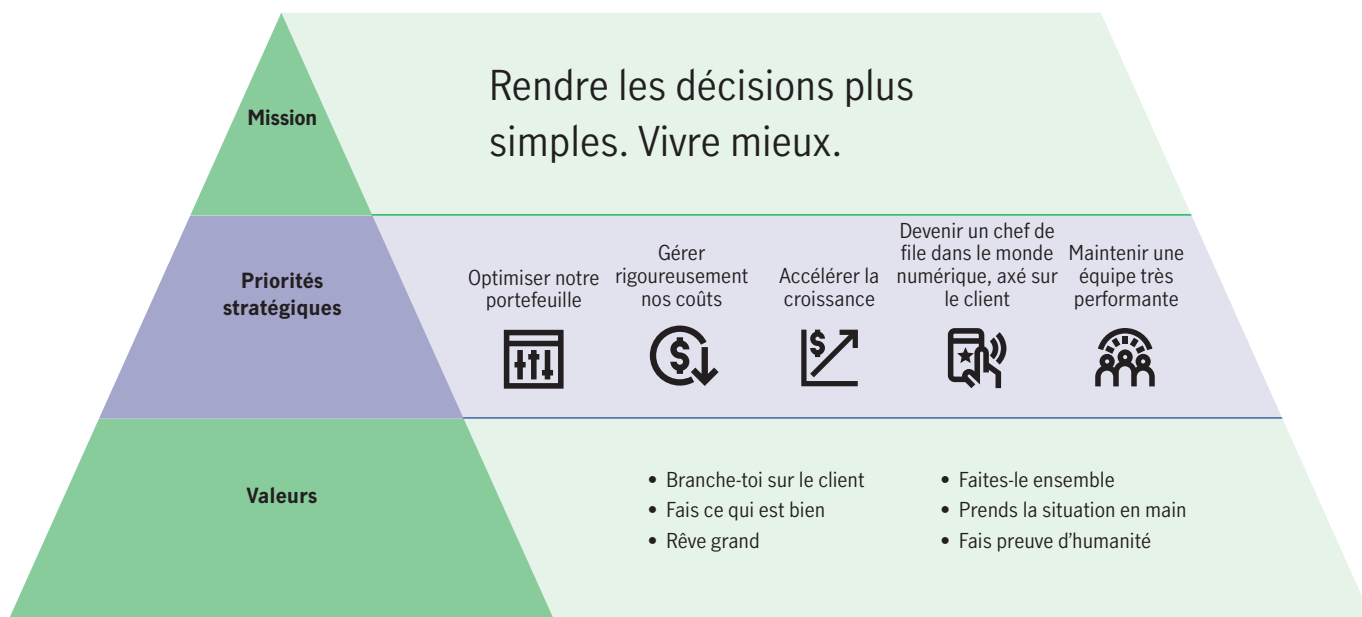 Mission
Rendre les décisions plus
simples. Vivre mieux.
Priorités
stratégiques
Optimiser notre
portefeuille
Gérer
rigoureusement
nos coûts
Accélérer la
croissance
Devenir un chef de
file dans le monde
numérique, axé sur
le client
Maintenir une
équipe très
performante
Valeurs
• Branche-toi sur le client
• Fais ce qui est bien
• Rêve grand
• Faites-le ensemble
• Prends la situation en main
• Fais preuve d'humanité